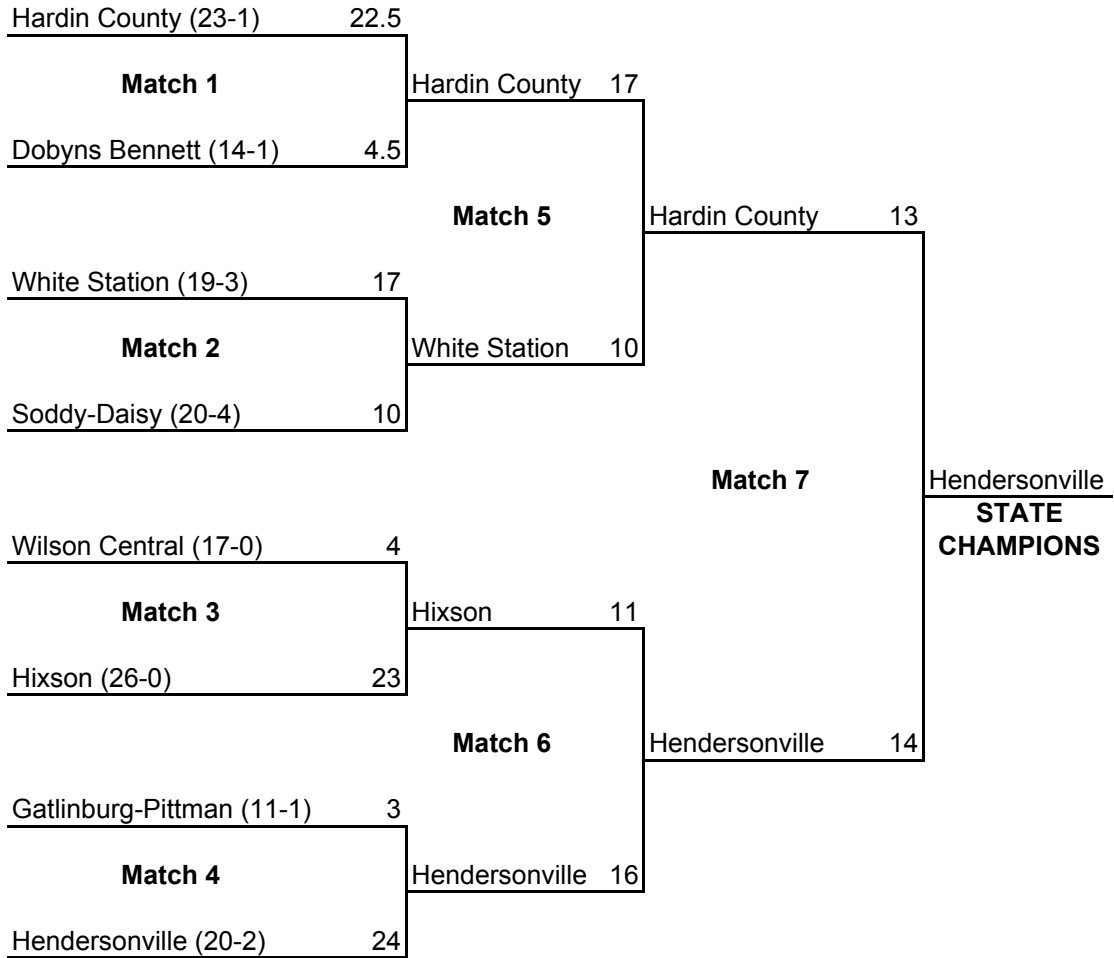 Hardin County (23-1) 22.5
Match 1
Hardin County 17
Dobyns Bennett (14-1) 4.5
Match 5
Hardin County 13
White Station (19-3) 17
Match 2
White Station 10
Soddy-Daisy (20-4) 10
Match 7
Hendersonville
STATE
CHAMPIONS
Wilson Central (17-0) 4
Match 3
Hixson 11
Hixson (26-0) 23
Match 6
Hendersonville 14
Gatlinburg-Pittman (11-1) 3
Match 4
Hendersonville 16
Hendersonville (20-2) 24